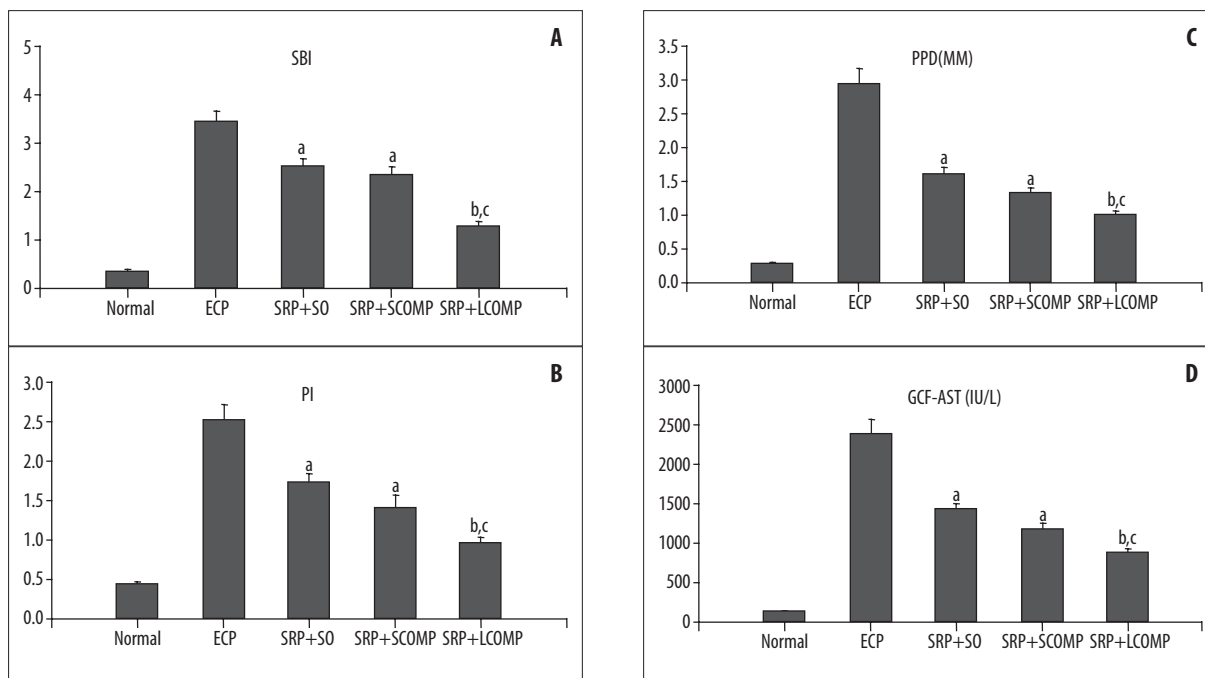 A
SBI
5
4
3
2
1
0
a
a
b,c
Normal ECP SRP+SO SRP+SCOMP SRP+LCOMP
B
PI
3.0
2.5
2.0
1.5
1.0
0.5
0.0
a
a
b,c
Normal ECP SRP+SO SRP+SCOMP SRP+LCOMP
C
PPD(MM)
3.5
3.0
2.5
2.0
1.5
1.0
0.5
0.0
a
a
b,c
Normal ECP SRP+SO SRP+SCOMP SRP+LCOMP
D
GCF-AST (IU/L)
3000
2500
2000
1500
1000
500
0
a
a
b,c
Normal ECP SRP+SO SRP+SCOMP SRP+LCOMP